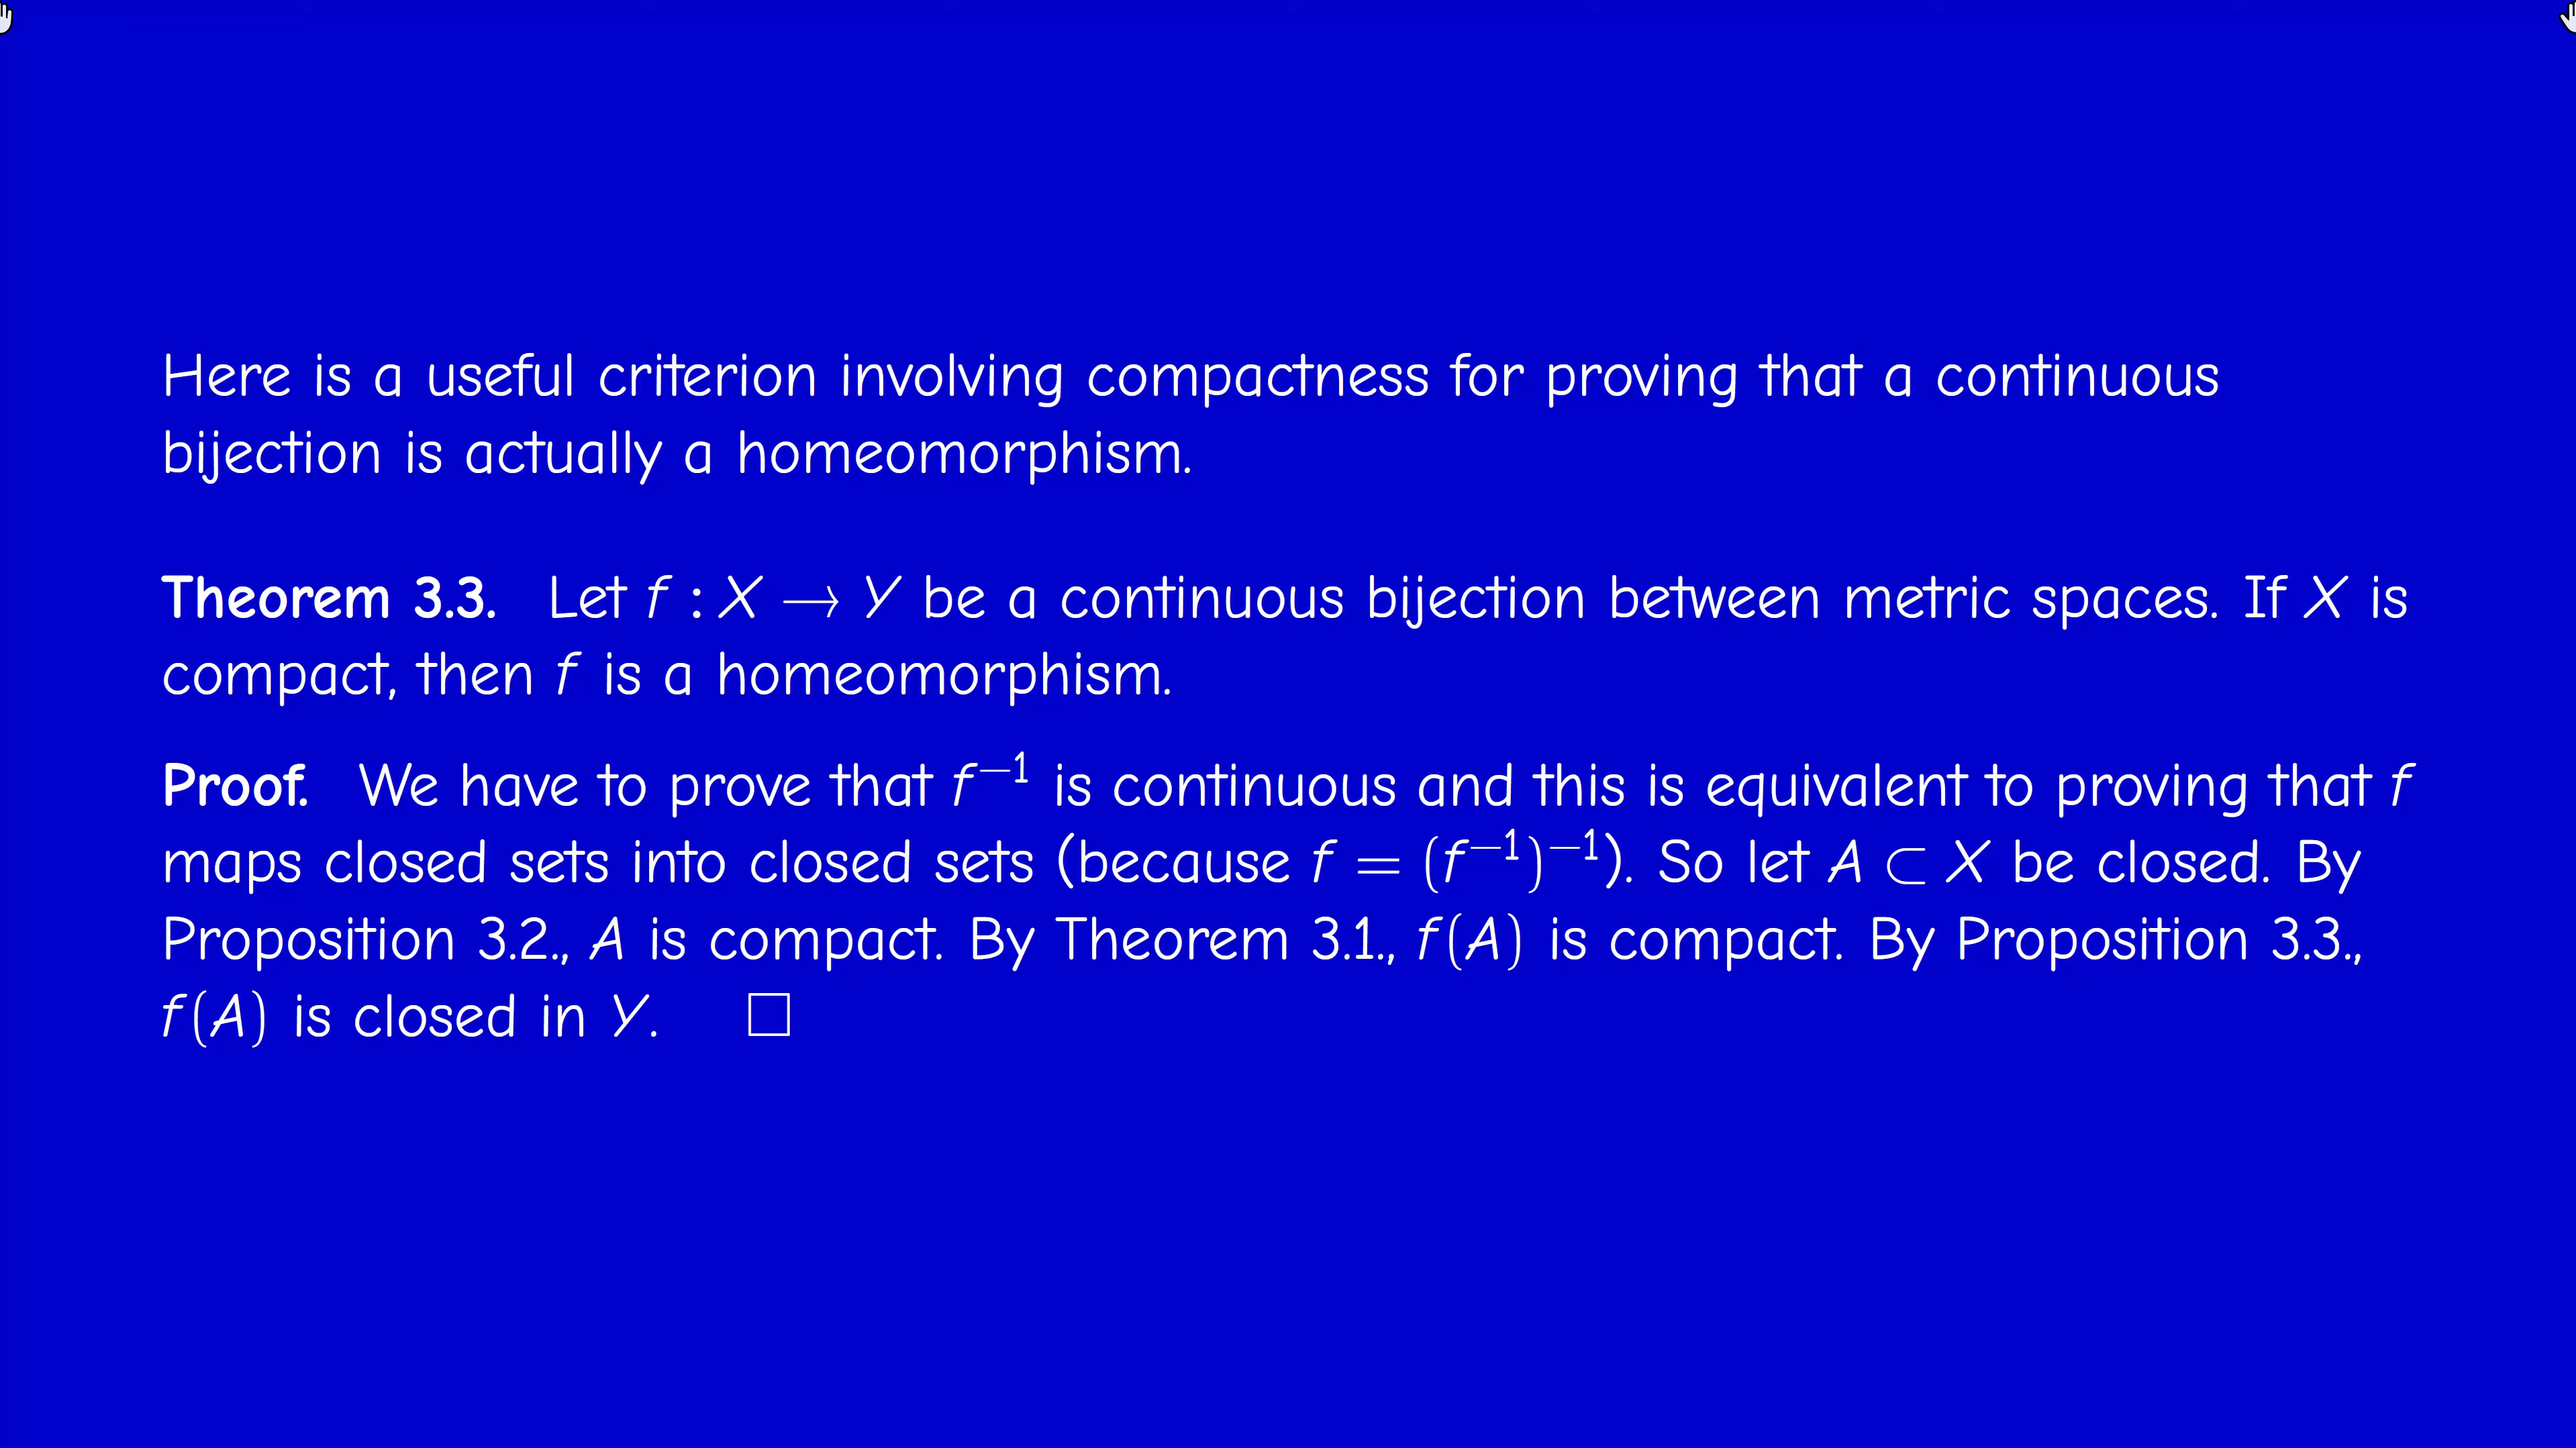 Here is a useful criterion involving compactness for proving that a continuous
bijection is actually a homeomorphism.
Theorem 3.3. Let f : X → Y be a continuous bijection between metric spaces. If X is
compact, then f is a homeomorphism.
Proof. We have to prove that f⁻¹ is continuous and this is equivalent to proving that f
maps closed sets into closed sets (because f = (f⁻¹)⁻¹). So let A ⊂ X be closed. By
Proposition 3.2., A is compact. By Theorem 3.1., f(A) is compact. By Proposition 3.3.,
f(A) is closed in Y. □